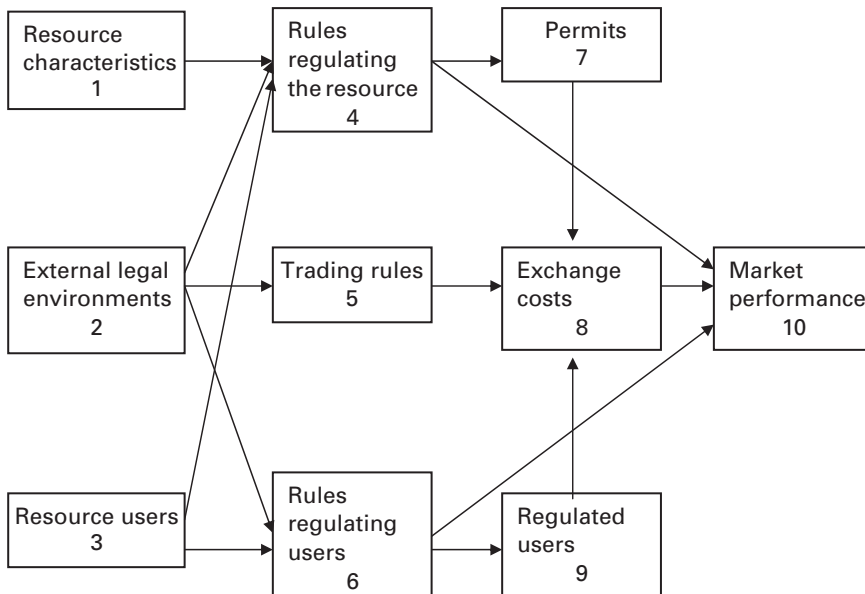 Resource
characteristics
1
Rules
regulating
the resource
4
Permits
7
External legal
environments
2
Trading rules
5
Exchange
costs
8
Market
performance
10
Resource users
3
Rules
regulating
users
6
Regulated
users
9